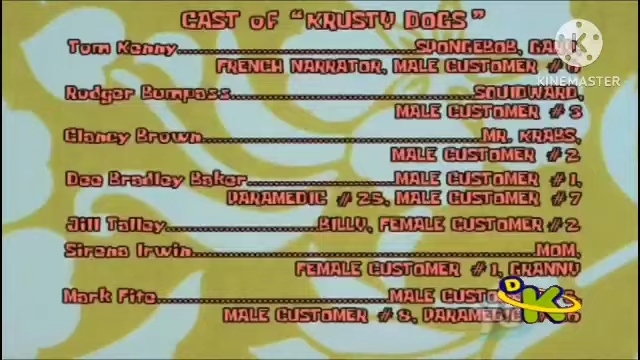 CAST OF "KRUSTY DOGS"
Tom Kenny..................SPONGEBOB,
FRENCH NARRATOR, MALE CUSTOMER #
KINEMASTER
Rodger Bumpass..................SQUIDWARD,
MALE CUSTOMER # 3
Clancy Brown..................MR. KRABS,
MALE CUSTOMER # 2
Dee Bradley Baker..................MALE CUSTOMER # 1,
PARAMEDIC # 25, MALE CUSTOMER # 7
Jill Talley..................BILLY, FEMALE CUSTOMER # 2
Sirena Irwin..................MOM,
FEMALE CUSTOMER # 1, GRANNY
Mark Fite..................MALE
MALE CUSTOMER # 8, PARAMEDIC
DK